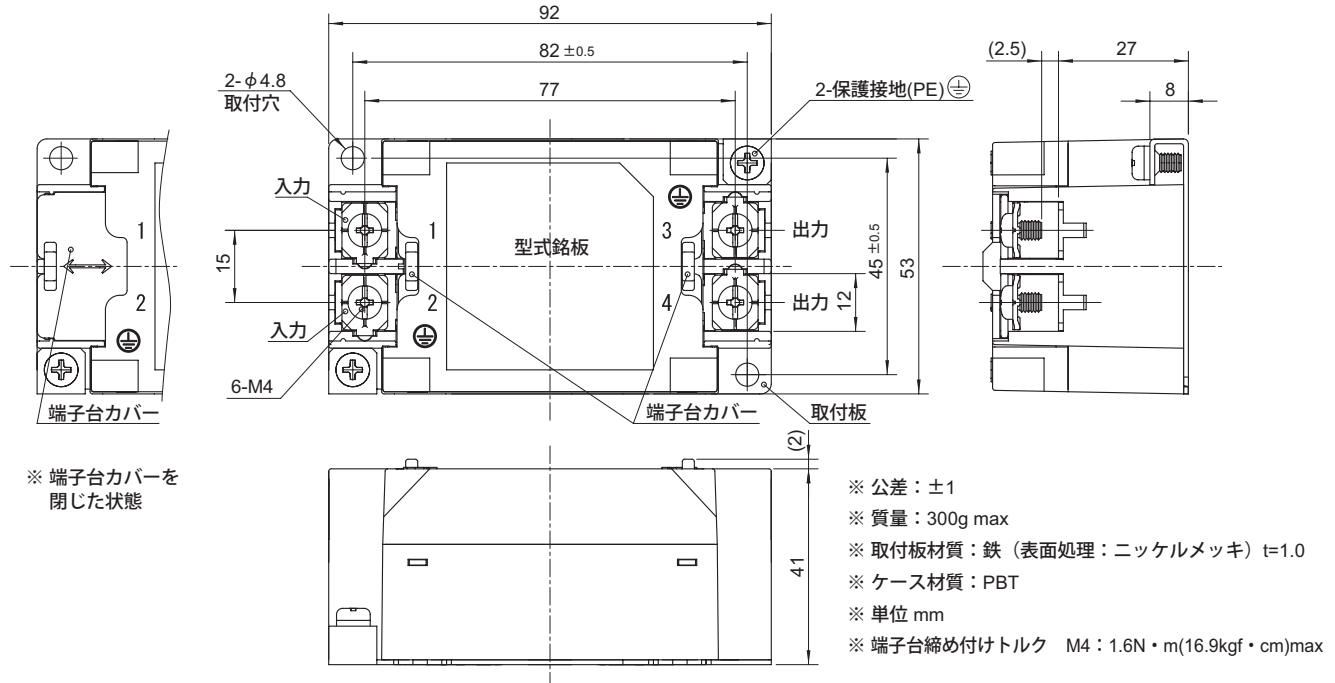 92
82 ±0.5
77
2-φ4.8
取付穴
2-保護接地(PE)
(2.5)
27
8
入力
1
3
出力
型式銘板
15
1
2
2
4
入力
出力
12
45 ±0.5
53
6-M4
端子台カバー
端子台カバー
取付板
※ 端子台カバーを
閉じた状態
(2)
41
※ 公差：±1
※ 質量：300g max
※ 取付板材質：鉄（表面処理：ニッケルメッキ）t=1.0
※ ケース材質：PBT
※ 単位 mm
※ 端子台締め付けトルク　M4：1.6N・m(16.9kgf・cm)max